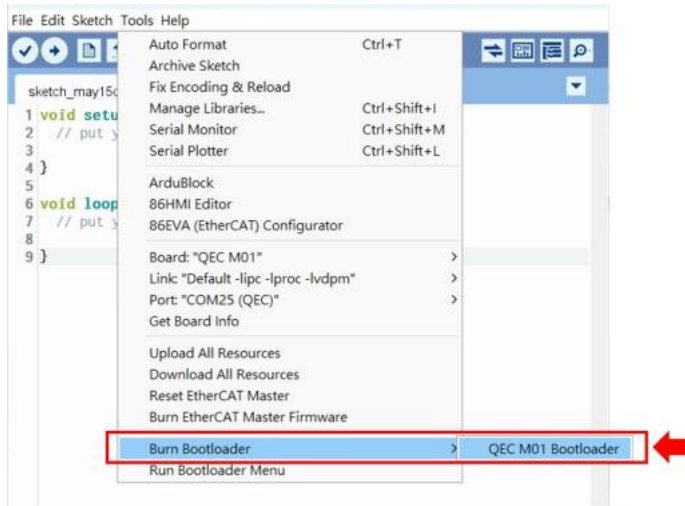 File Edit Sketch Tools Help
sketch_may15
Auto Format Ctrl+T
Archive Sketch
Fix Encoding & Reload
Manage Libraries... Ctrl+Shift+I
Serial Monitor Ctrl+Shift+M
Serial Plotter Ctrl+Shift+L
ArduBlock
86HMI Editor
86EVA (EtherCAT) Configurator
Board: "QEC M01"
Link: "Default -lipc -lproc -lvdpm"
Port: "COM25 (QEC)"
Get Board Info
Upload All Resources
Download All Resources
Reset EtherCAT Master
Burn EtherCAT Master Firmware
Burn Bootloader QEC M01 Bootloader
Run Bootloader Menu
1 void setu
2 // put y
3
4 }
5
6 void loop
7 // put y
8
9 }